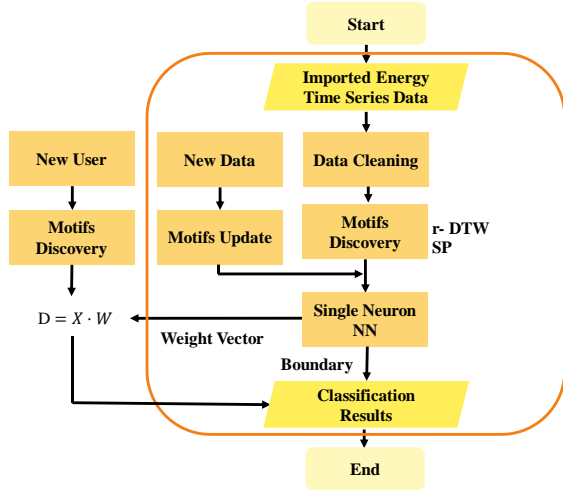 Start
Imported Energy
Time Series Data
New User
New Data
Data Cleaning
Motifs
Discovery
Motifs Update
Motifs
Discovery
r- DTW
SP
D = X · W
Weight Vector
Single Neuron
NN
Boundary
Classification
Results
End